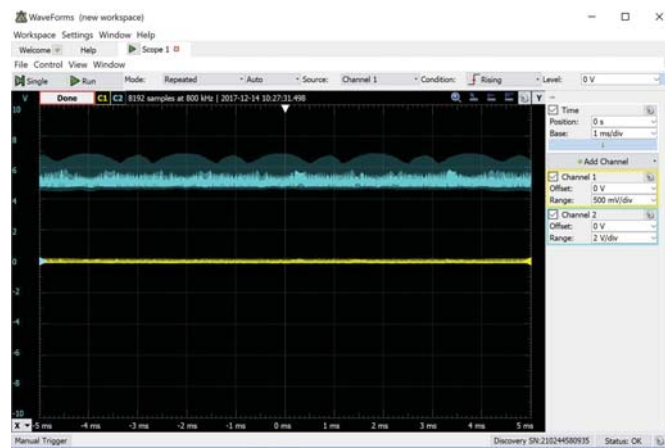 WaveForms (new workspace)
Workspace Settings Window Help
Welcome Help Scope 1
File Control View Window
Single Run Mode: Repeated Auto Source: Channel 1 Condition: Rising Level: 0 V
V Done C1 C2 8192 samples at 800 kHz | 2017-12-14 10:27:31.498 Y
10
8
6
4
2
0
-2
-4
-6
-8
-10
X -5 ms -4 ms -3 ms -2 ms -1 ms 0 ms 1 ms 2 ms 3 ms 4 ms 5 ms
Time
Position: 0 s
Base: 1 ms/div
Add Channel
Channel 1
Offset: 0 V
Range: 500 mV/div
Channel 2
Offset: 0 V
Range: 2 V/div
Manual Trigger Discovery SN:210244580935 Status: OK